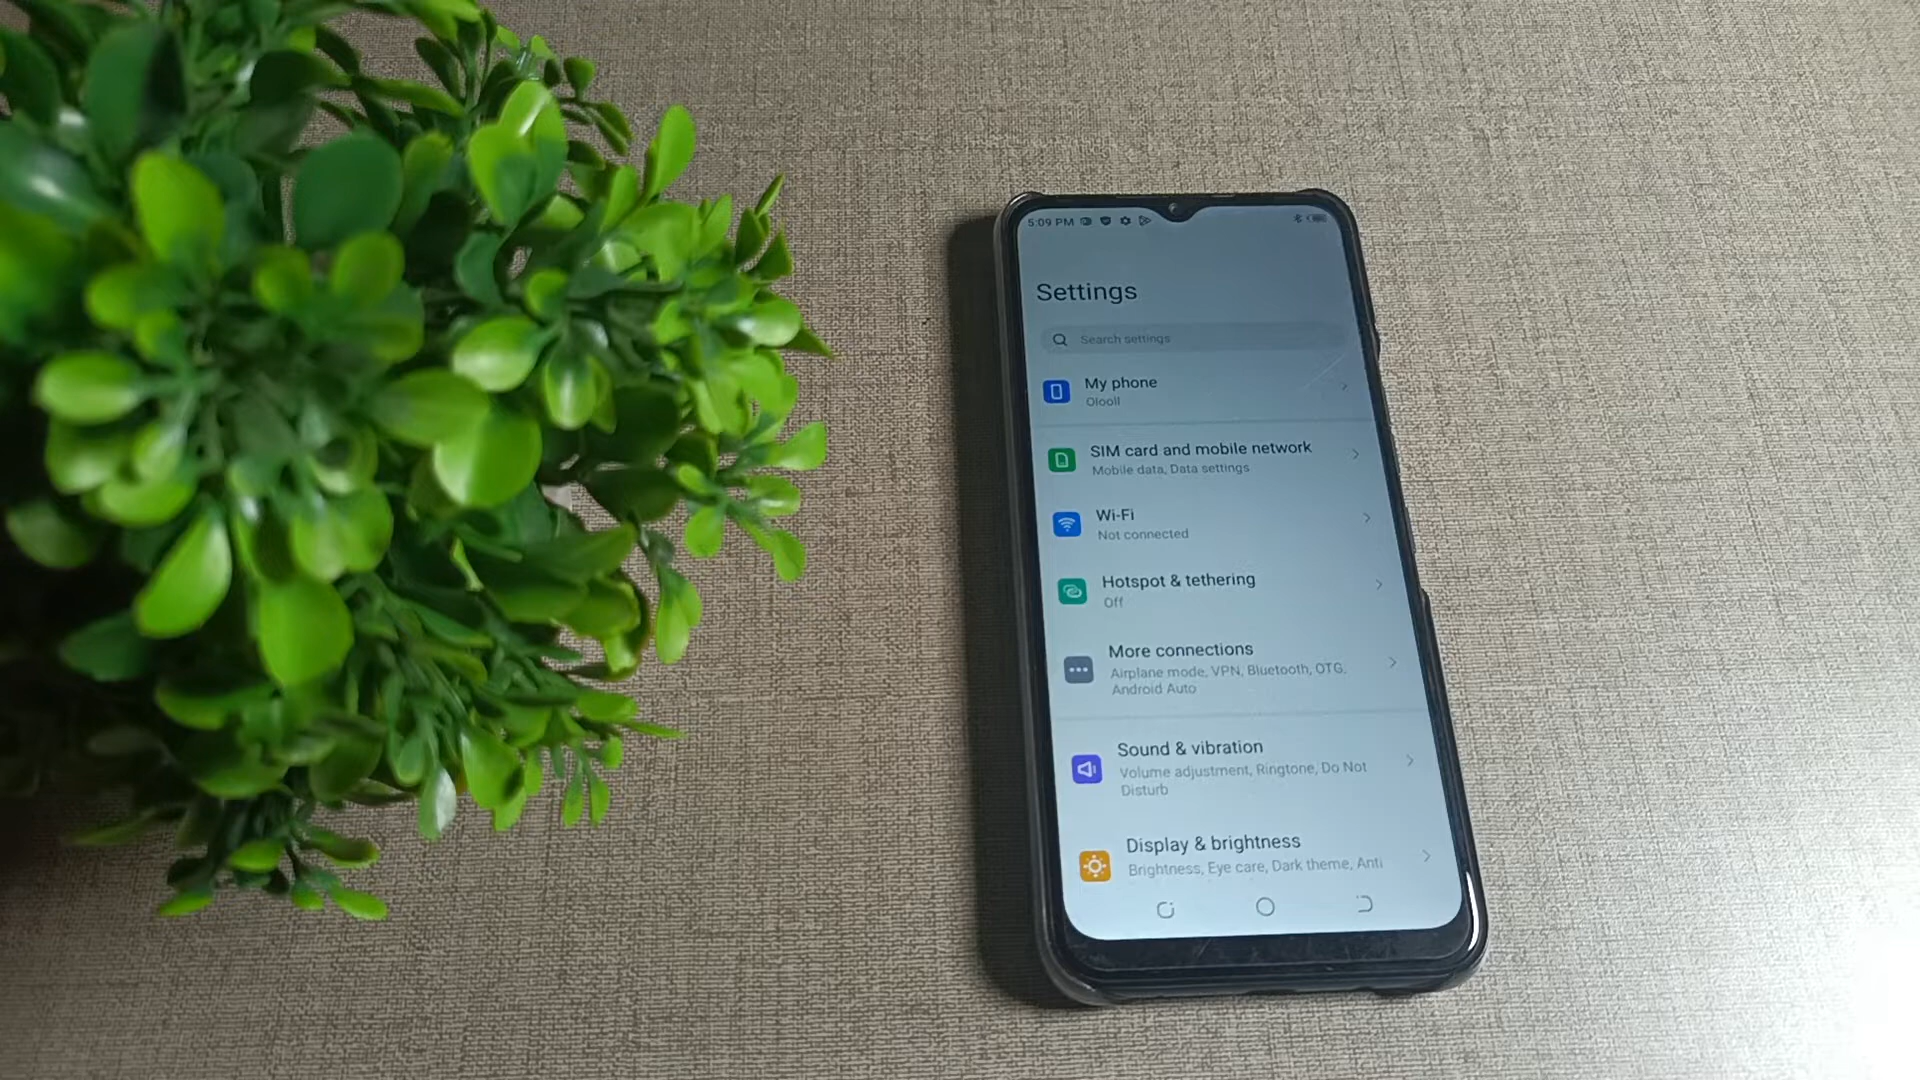 5:09 PM
Settings
Search settings
My phone
Olooll
SIM card and mobile network
Mobile data, Data settings
Wi-Fi
Not connected
Hotspot & tethering
Off
More connections
Airplane mode, VPN, Bluetooth, OTG,
Android Auto
Sound & vibration
Volume adjustment, Ringtone, Do Not
Disturb
Display & brightness
Brightness, Eye care, Dark theme, Anti